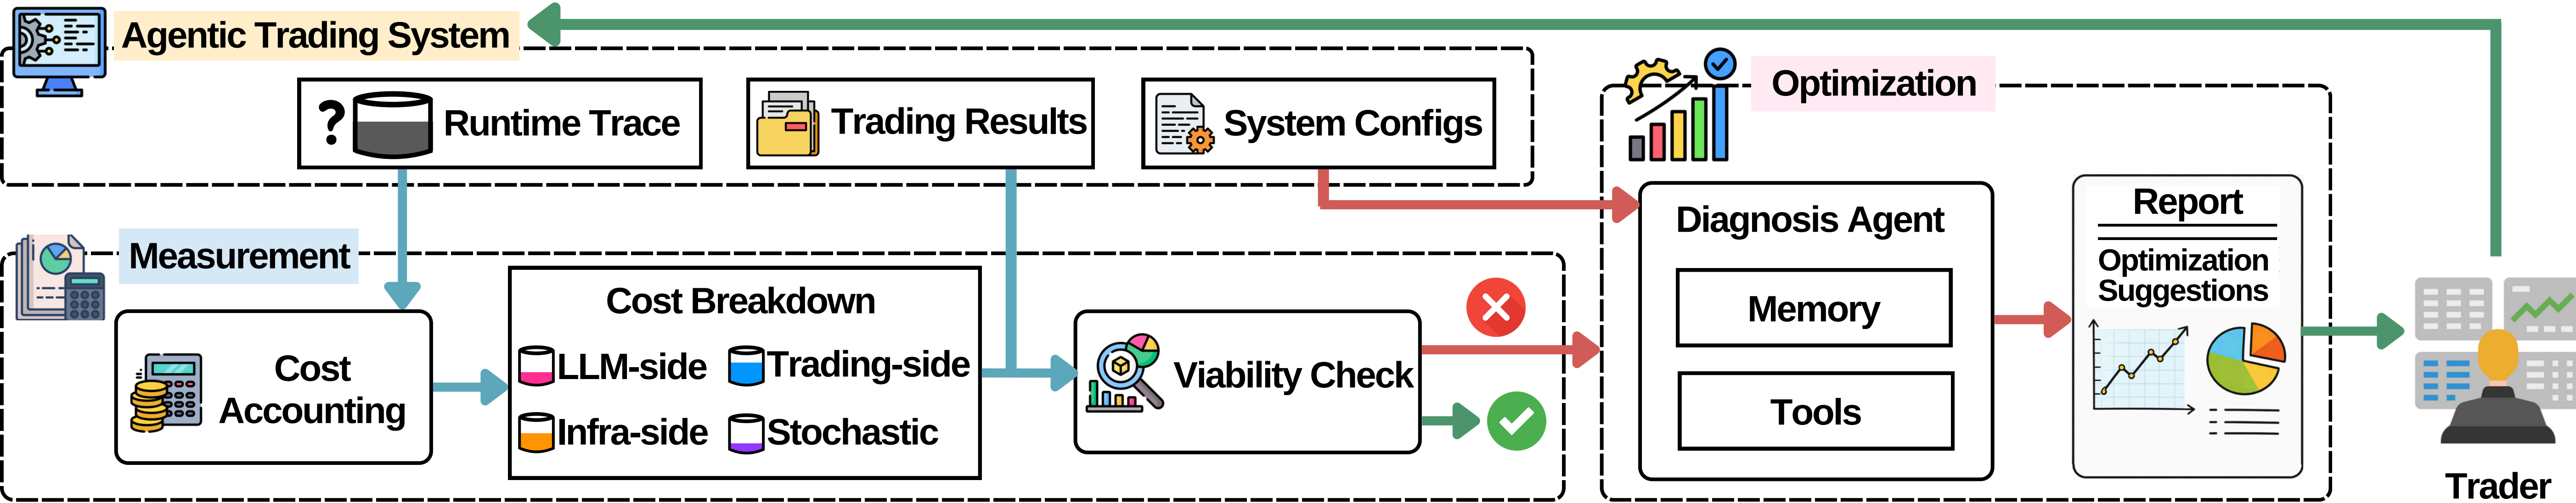 Agentic Trading System
? Runtime Trace
Trading Results
System Configs
Measurement
Cost
Accounting
Cost Breakdown
LLM-side
Trading-side
Infra-side
Stochastic
Viability Check
Optimization
Diagnosis Agent
Memory
Tools
Report
Optimization
Suggestions
Trader